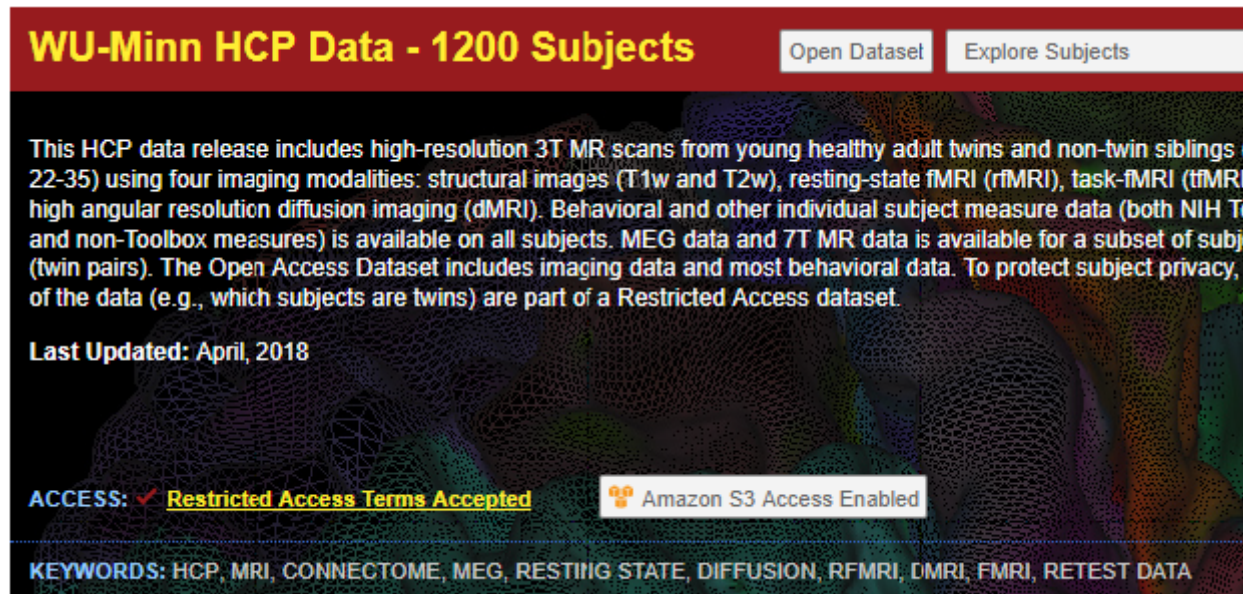 WU-Minn HCP Data - 1200 Subjects
Open Dataset
Explore Subjects
This HCP data release includes high-resolution 3T MR scans from young healthy adult twins and non-twin siblings
22-35) using four imaging modalities: structural images (T1w and T2w), resting-state fMRI (rfMRI), task-fMRI (tfMRI
high angular resolution diffusion imaging (dMRI). Behavioral and other individual subject measure data (both NIH
and non-Toolbox measures) is available on all subjects. MEG data and 7T MR data is available for a subset of
(twin pairs). The Open Access Dataset includes imaging data and most behavioral data. To protect subject privacy,
of the data (e.g., which subjects are twins) are part of a Restricted Access dataset.
Last Updated: April, 2018
ACCESS: ✓ Restricted Access Terms Accepted
Amazon S3 Access Enabled
KEYWORDS: HCP, MRI, CONNECTOME, MEG, RESTING STATE, DIFFUSION, RFMRI, DMRI, FMRI, RETEST DATA